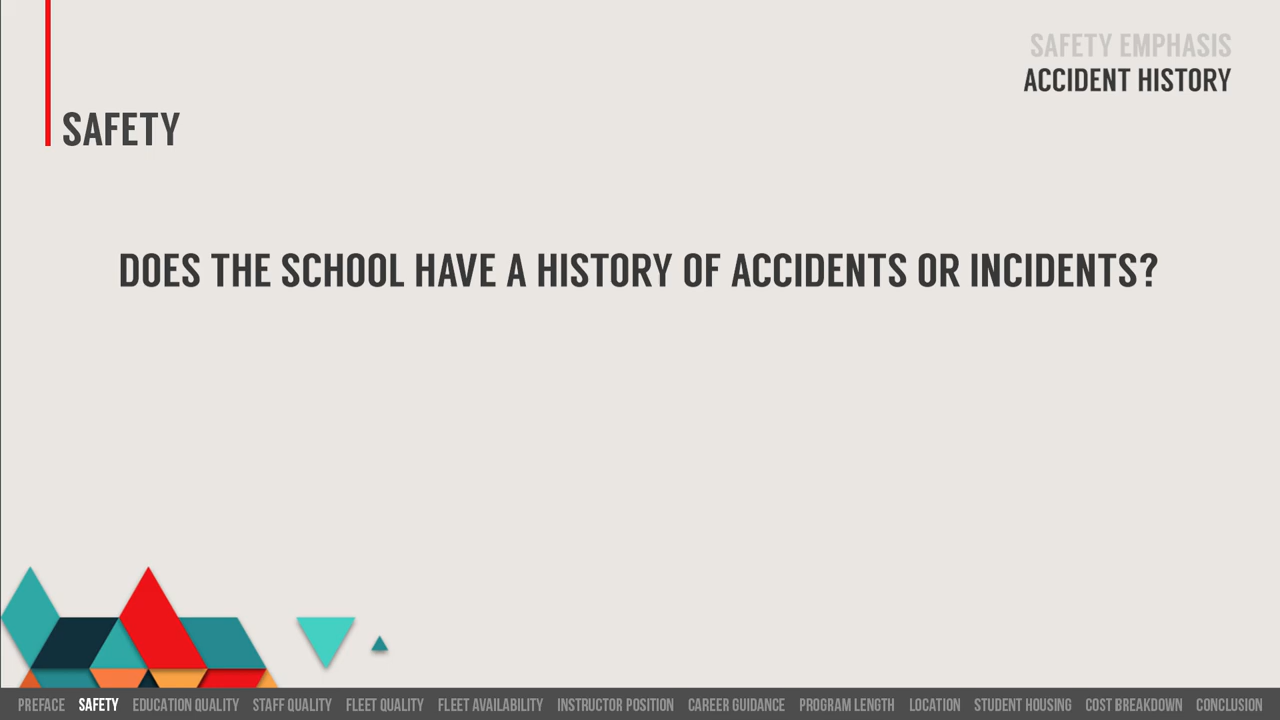 SAFETY EMPHASIS
ACCIDENT HISTORY
SAFETY
DOES THE SCHOOL HAVE A HISTORY OF ACCIDENTS OR INCIDENTS?
PREFACE SAFETY EDUCATION QUALITY STAFF QUALITY FLEET QUALITY FLEET AVAILABILITY INSTRUCTOR POSITION CAREER GUIDANCE PROGRAM LENGTH LOCATION STUDENT HOUSING COST BREAKDOWN CONCLUSION